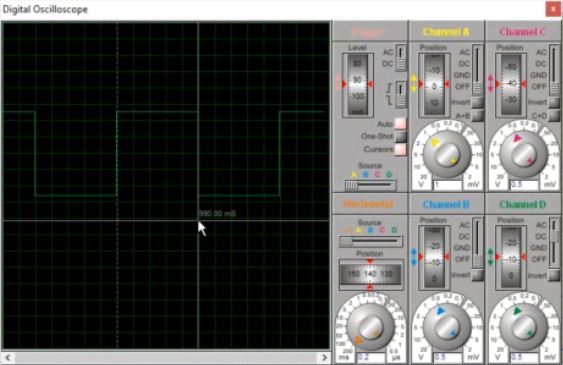 Digital Oscilloscope
x
Trigger
Level
AC
DC
80
90
100
Auto
One-Shot
Cursors
Source
A B C D
Channel A
Position
AC
DC
GND
OFF
Invert
A+B
-10
0
10
V
1
mV
Channel C
Position
AC
DC
GND
OFF
Invert
C+D
-50
-40
-30
V
0.5
mV
990.00 mS
Horizontal
Source
A B C D
Position
150 140 130
200
ms
0.2
µs
Channel B
Position
AC
DC
GND
OFF
Invert
-20
-10
0
V
0.5
mV
Channel D
Position
AC
DC
GND
OFF
Invert
-20
-10
0
V
0.5
mV